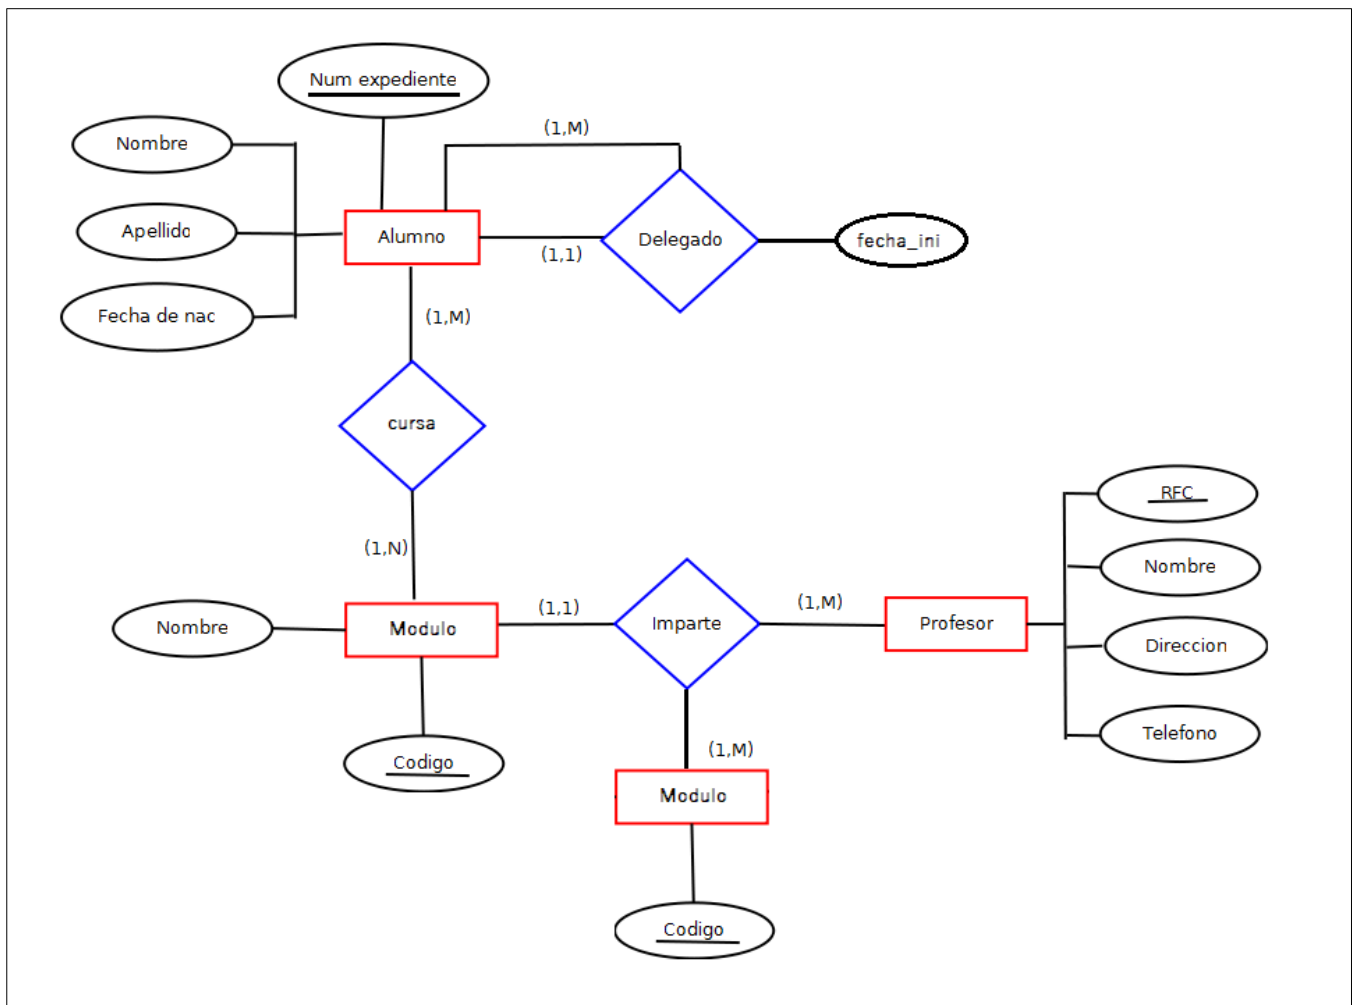 Num expediente
(1,M)
Nombre
Apellido
Alumno
Delegado
fecha_ini
(1,1)
Fecha de nac
(1,M)
cursa
RFC
(1,N)
Nombre
(1,1)
(1,M)
Nombre
Modulo
Imparte
Profesor
Direccion
Telefono
(1,M)
Codigo
Modulo
Codigo